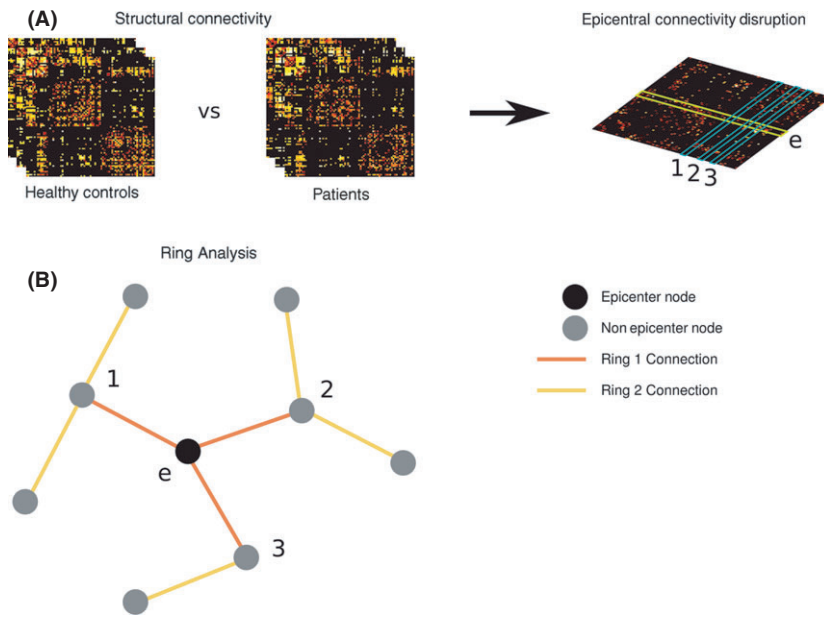 (A)
Structural connectivity
Epicentral connectivity disruption
vs
Healthy controls
Patients
e
1 2 3
Ring Analysis
(B)
1
2
e
3
Epicenter node
Non epicenter node
Ring 1 Connection
Ring 2 Connection